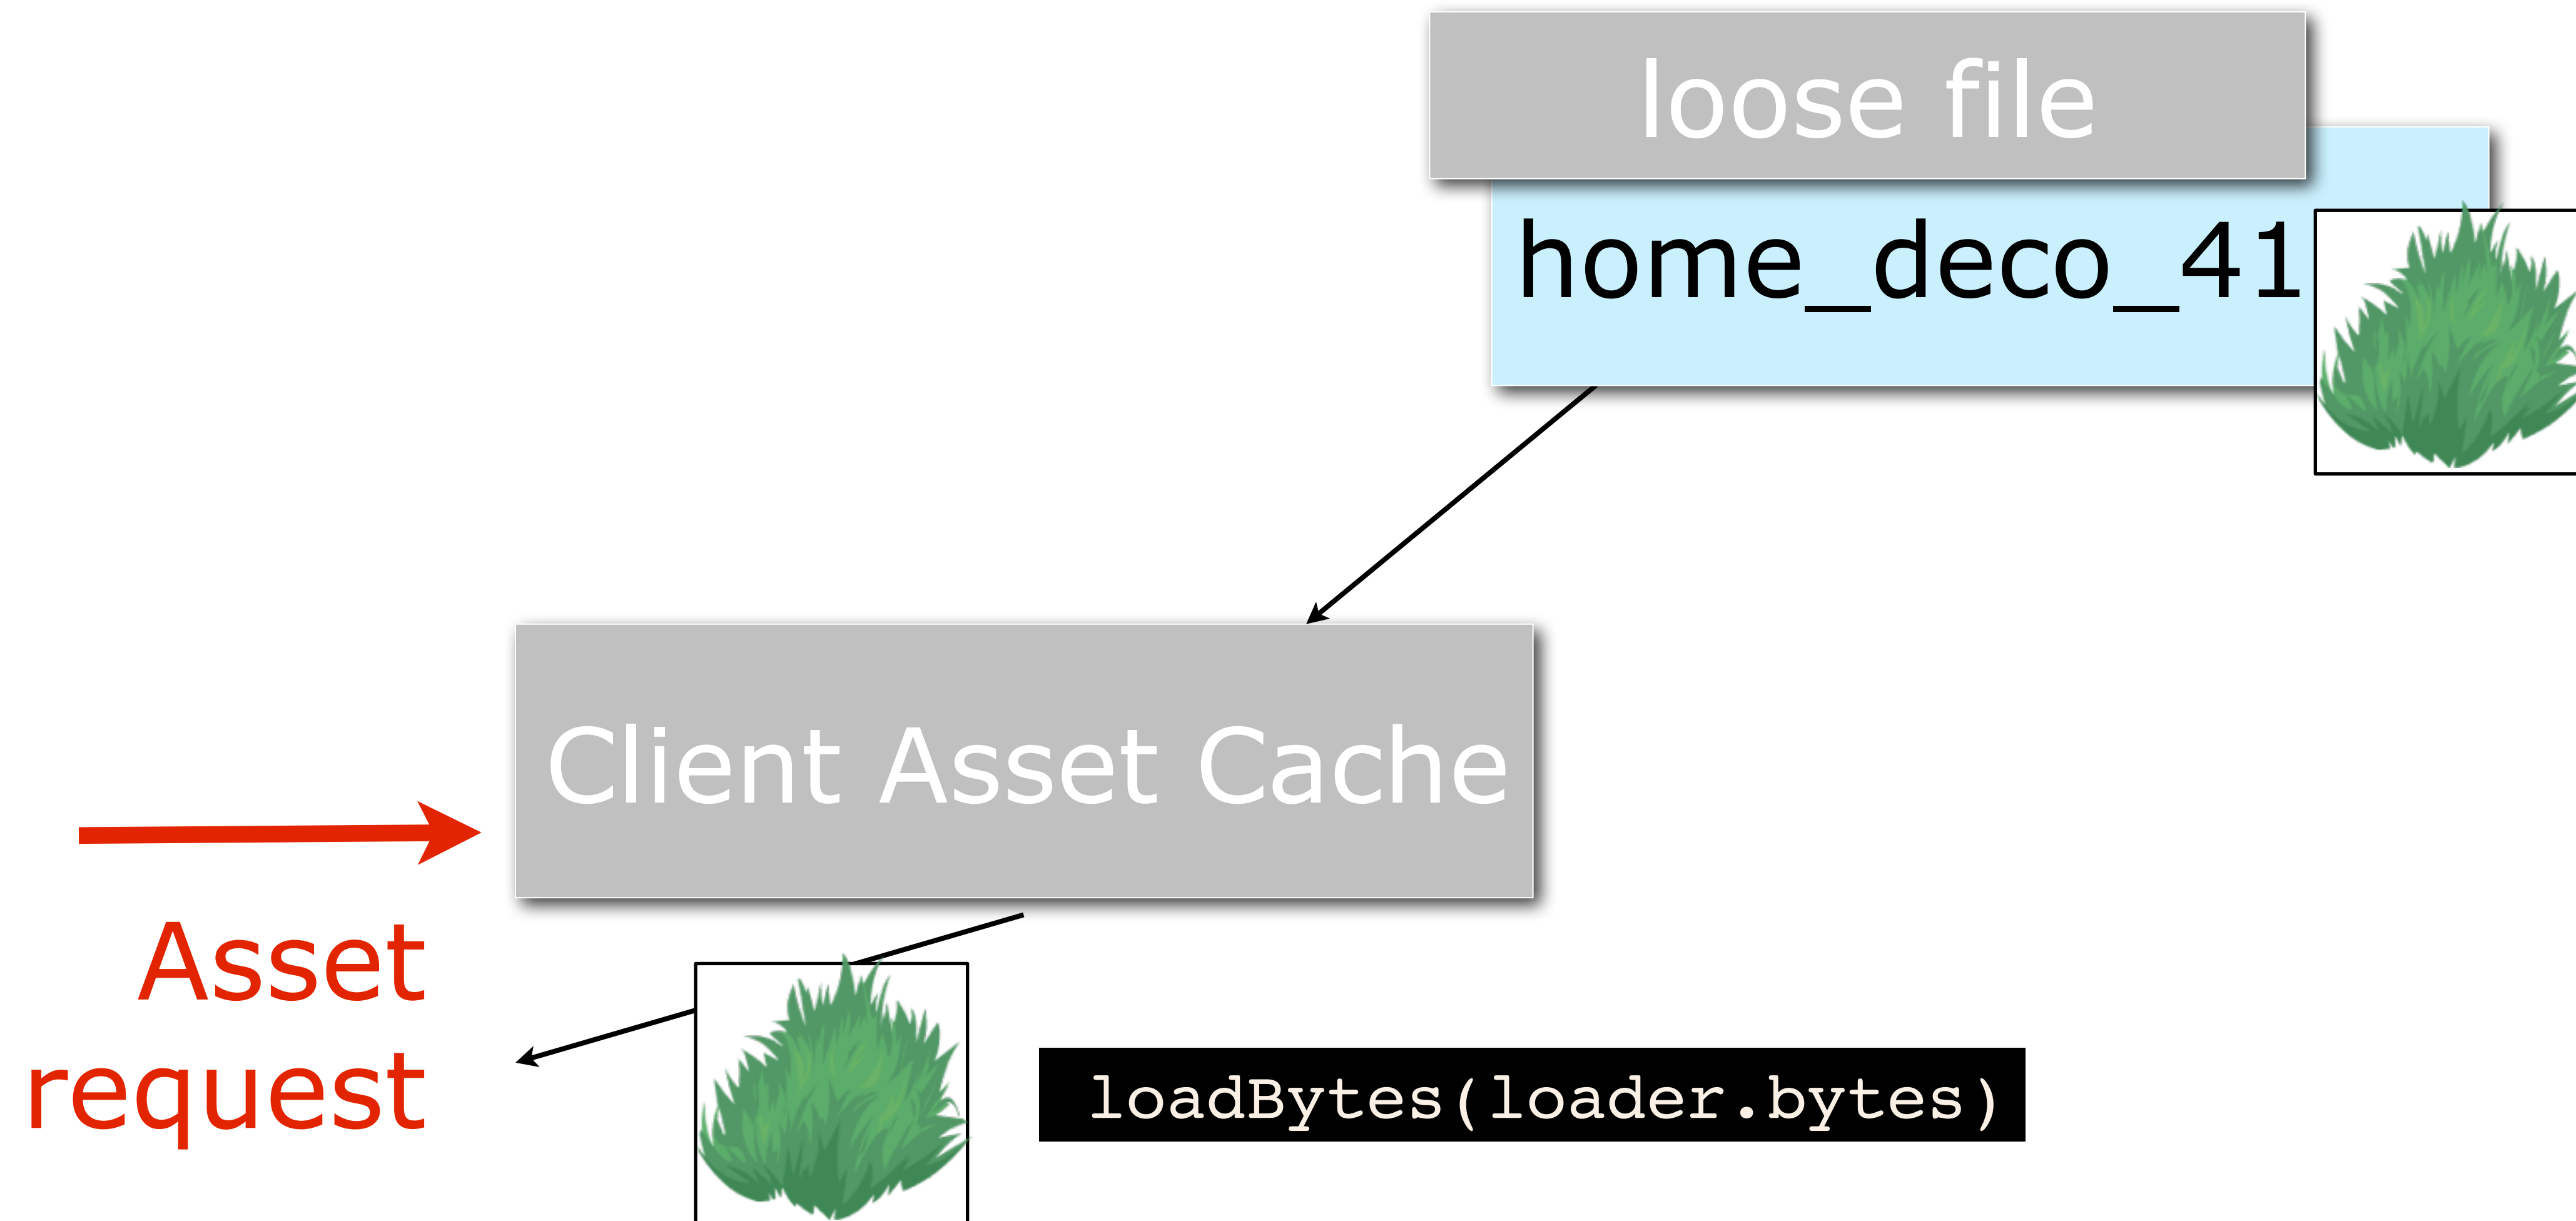 loose file
home_deco_41
Client Asset Cache
Asset
request
loadBytes(loader.bytes)